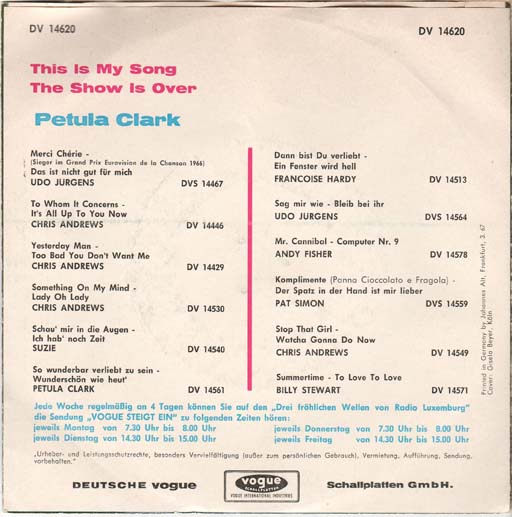 DV 14620
DV 14620
This Is My Song
The Show Is Over
Petula Clark
Merci Chérie -
(Sieger im Grand Prix Eurovision de la Chanson 1966)
Das ist nicht gut für mich
UDO JURGENS DVS 14467
To Whom It Concerns -
It's All Up To You Now
CHRIS ANDREWS DV 14446
Yesterday Man -
Too Bad You Don't Want Me
CHRIS ANDREWS DV 14429
Something On My Mind -
Lady Oh Lady
CHRIS ANDREWS DV 14530
Schau' mir in die Augen -
Ich hab' noch Zeit
SUZIE DV 14540
So wunderbar verliebt zu sein -
Wunderschön wie heut'
PETULA CLARK DV 14561
Dann bist Du verliebt -
Ein Fenster wird hell
FRANCOISE HARDY DV 14513
Sag mir wie - Bleib bei ihr
UDO JURGENS DVS 14564
Mr. Cannibal - Computer Nr. 9
ANDY FISHER DV 14578
Komplimente (Panna Cioccolato e Fragola) -
Der Spatz in der Hand ist mir lieber
PAT SIMON DVS 14559
Stop That Girl -
Watcha Gonna Do Now
CHRIS ANDREWS DV 14549
Summertime - To Love To Love
BILLY STEWART DV 14571
Printed in Germany by Johannes Alt, Frankfurt, 3. 67
Cover: Gisela Beyer, Köln
Jede Woche regelmäßig an 4 Tagen können Sie auf den „Drei fröhlichen Wellen von Radio Luxemburg"
die Sendung „VOGUE STEIGT EIN" zu folgenden Zeiten hören:
jeweils Montag von 7.30 Uhr bis 8.00 Uhr jeweils Donnerstag von 7.30 Uhr bis 8.00 Uhr
jeweils Dienstag von 14.30 Uhr bis 15.00 Uhr jeweils Freitag von 14.30 Uhr bis 15.00 Uhr
„Urheber- und Leistungsschutzrechte, besonders Vervielfältigung (außer zum persönlichen Gebrauch), Vermietung, Aufführung, Sendung,
vorbehalten."
DEUTSCHE vogue
vogue
SCHALLPLATTEN
VOGUE INTERNATIONAL INDUSTRIES
Schallplatten GmbH.